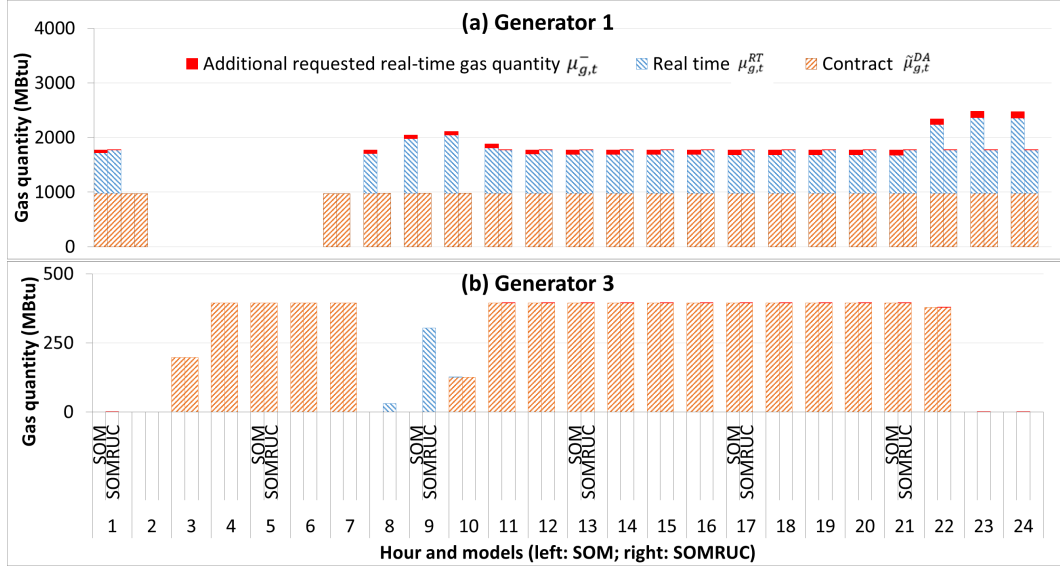 (a) Generator 1
Gas quantity (MBtu)
4000
3000
2000
1000
0
Additional requested real-time gas quantity μ⁻g,t
Real time μᴿᵀg,t
Contract μ̃ᴰᴬg,t
(b) Generator 3
Gas quantity (MBtu)
500
250
0
SOM SOMRUC SOM SOMRUC SOM SOMRUC SOM SOMRUC SOM SOMRUC SOM SOMRUC
1 2 3 4 5 6 7 8 9 10 11 12 13 14 15 16 17 18 19 20 21 22 23 24
Hour and models (left: SOM; right: SOMRUC)